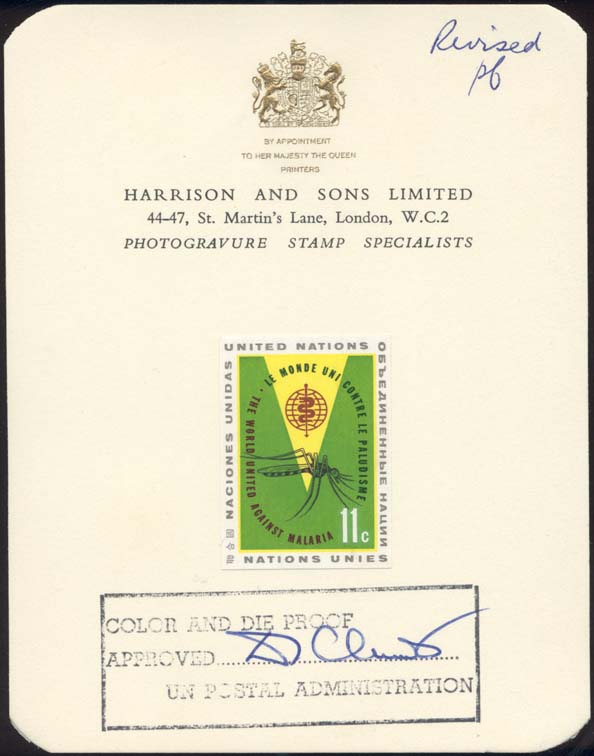 Revised
BY APPOINTMENT
TO HER MAJESTY THE QUEEN
PRINTERS
HARRISON AND SONS LIMITED
44-47, St. Martin's Lane, London, W.C.2
PHOTOGRAVURE STAMP SPECIALISTS
UNITED NATIONS
ОБЪЕДИНЕННЫЕ НАЦИИ
NACIONES UNIDAS
LE MONDE UNI CONTRE LE PALUDISME
THE WORLD UNITED AGAINST MALARIA
11c
NATIONS UNIES
COLOR AND DIE PROOF
APPROVED
UN POSTAL ADMINISTRATION